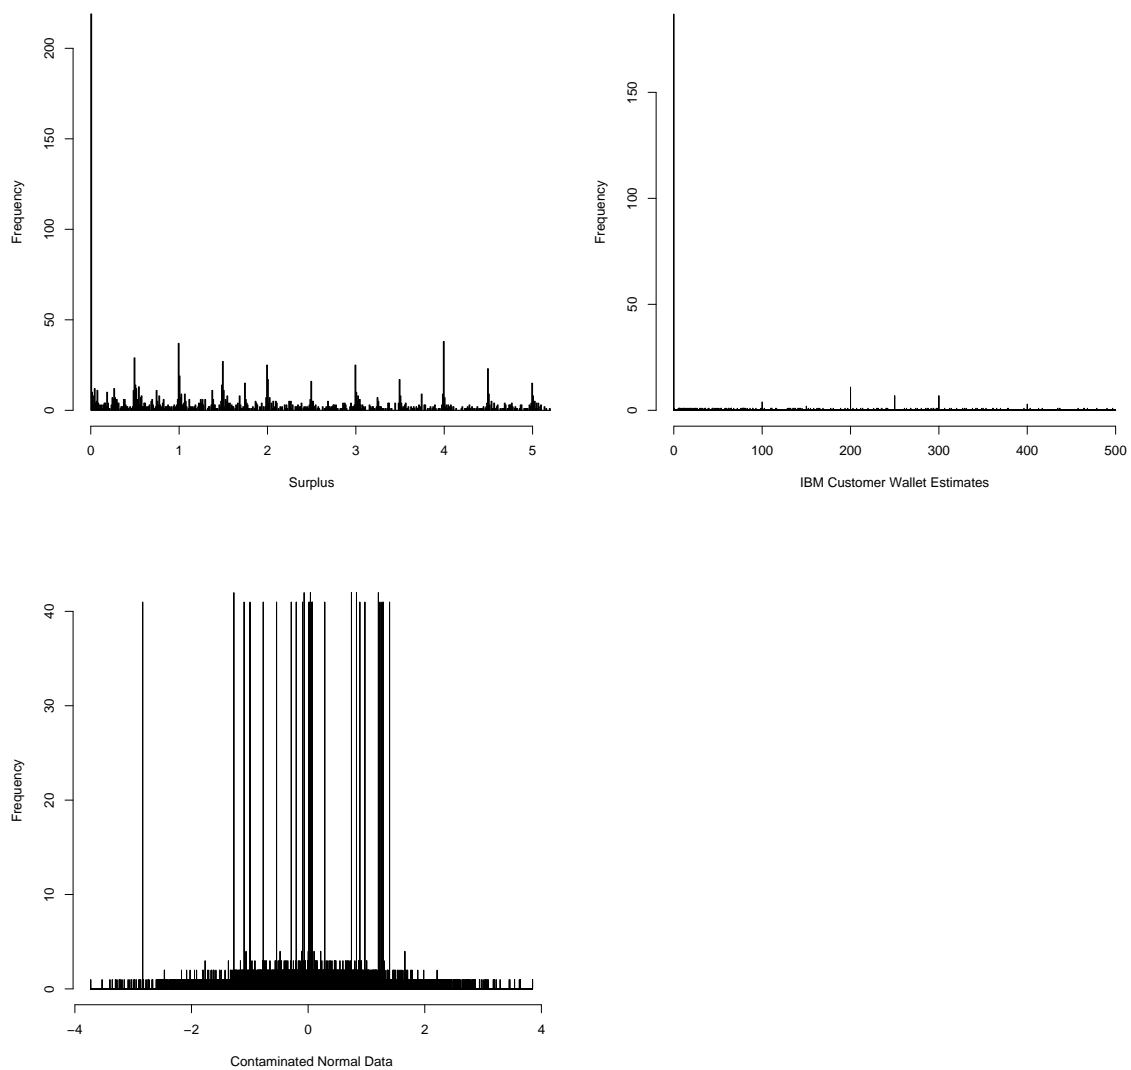 Frequency
0 50 100 150 200
0 1 2 3 4 5
Surplus
Frequency
0 50 100 150
0 100 200 300 400 500
IBM Customer Wallet Estimates
Frequency
0 10 20 30 40
−4 −2 0 2 4
Contaminated Normal Data